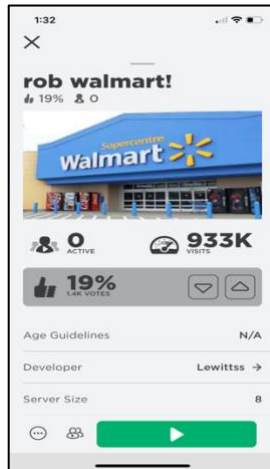 1:32
rob walmart!
19% 0
Supercentre
Walmart
0
ACTIVE
933K
VISITS
19%
1.4K VOTES
Age Guidelines N/A
Developer Lewittss →
Server Size 8